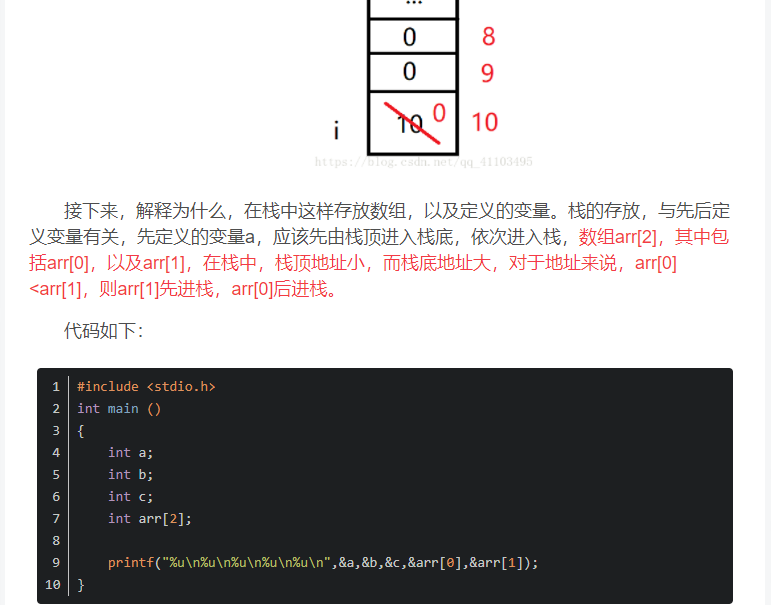 ...
0 8
0 9
i 10 0 10
https://blog.csdn.net/qq_41103495
接下来，解释为什么，在栈中这样存放数组，以及定义的变量。栈的存放，与先后定
义变量有关，先定义的变量a，应该先由栈顶进入栈底，依次进入栈，数组arr[2]，其中包
括arr[0]，以及arr[1]，在栈中，栈顶地址小，而栈底地址大，对于地址来说，arr[0]
<arr[1]，则arr[1]先进栈，arr[0]后进栈。
代码如下：
1 #include <stdio.h>
2 int main ()
3 {
4     int a;
5     int b;
6     int c;
7     int arr[2];
8
9     printf("%u\n%u\n%u\n%u\n%u\n",&a,&b,&c,&arr[0],&arr[1]);
10 }